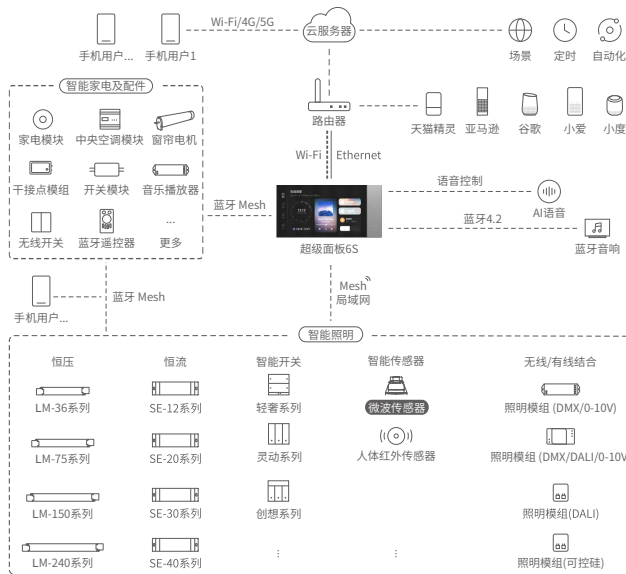 Wi-Fi/4G/5G
云服务器
手机用户...
手机用户1
场景
定时
自动化
智能家电及配件
家电模块
中央空调模块
窗帘电机
干接点模组
开关模块
音乐播放器
无线开关
蓝牙遥控器
...
更多
路由器
天猫精灵
亚马逊
谷歌
小爱
小度
Wi-Fi
Ethernet
蓝牙 Mesh
语音控制
AI语音
蓝牙4.2
蓝牙音响
超级面板6S
手机用户...
蓝牙 Mesh
Mesh
局域网
智能照明
恒压
恒流
智能开关
智能传感器
无线/有线结合
LM-36系列
SE-12系列
轻奢系列
微波传感器
照明模组 (DMX/0-10V)
LM-75系列
SE-20系列
灵动系列
人体红外传感器
照明模组 (DMX/DALI/0-10V
LM-150系列
SE-30系列
创想系列
照明模组(DALI)
LM-240系列
SE-40系列
照明模组(可控硅)